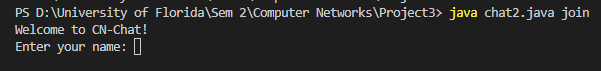 PS D:\University of Florida\Sem 2\Computer Networks\Project3> java chat2.java join
Welcome to CN-Chat!
Enter your name: